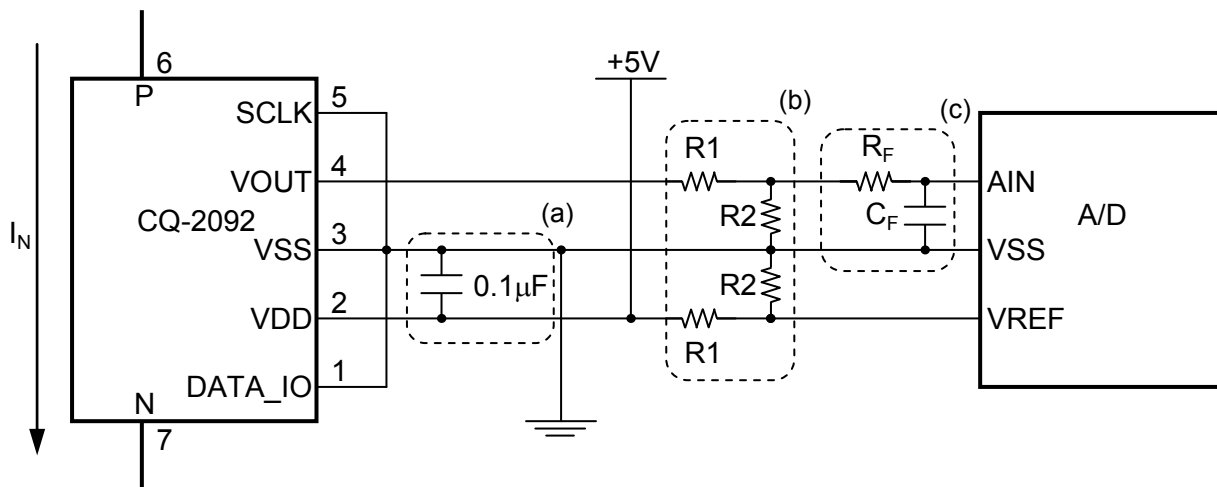 6
P
SCLK
5
+5V
(b)
(c)
R1
RF
VOUT
4
AIN
A/D
CQ-2092
R2
CF
IN
(a)
VSS
3
VSS
0.1μF
R2
VDD
2
VREF
R1
DATA_IO
1
N
7